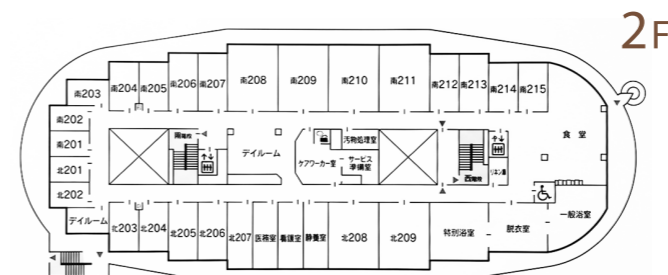 2F
南203
南204
南205
南206
南207
南208
南209
南210
南211
南212
南213
南214
南215
南202
南201
北201
北202
南階段
デイルーム
ケアワーカー室
汚物処理室
サービス
準備室
西階段
リネン庫
食 堂
デイルーム
北203
北204
北205
北206
北207
医務室
看護室
静養室
北208
北209
特別浴室
脱衣室
一般浴室